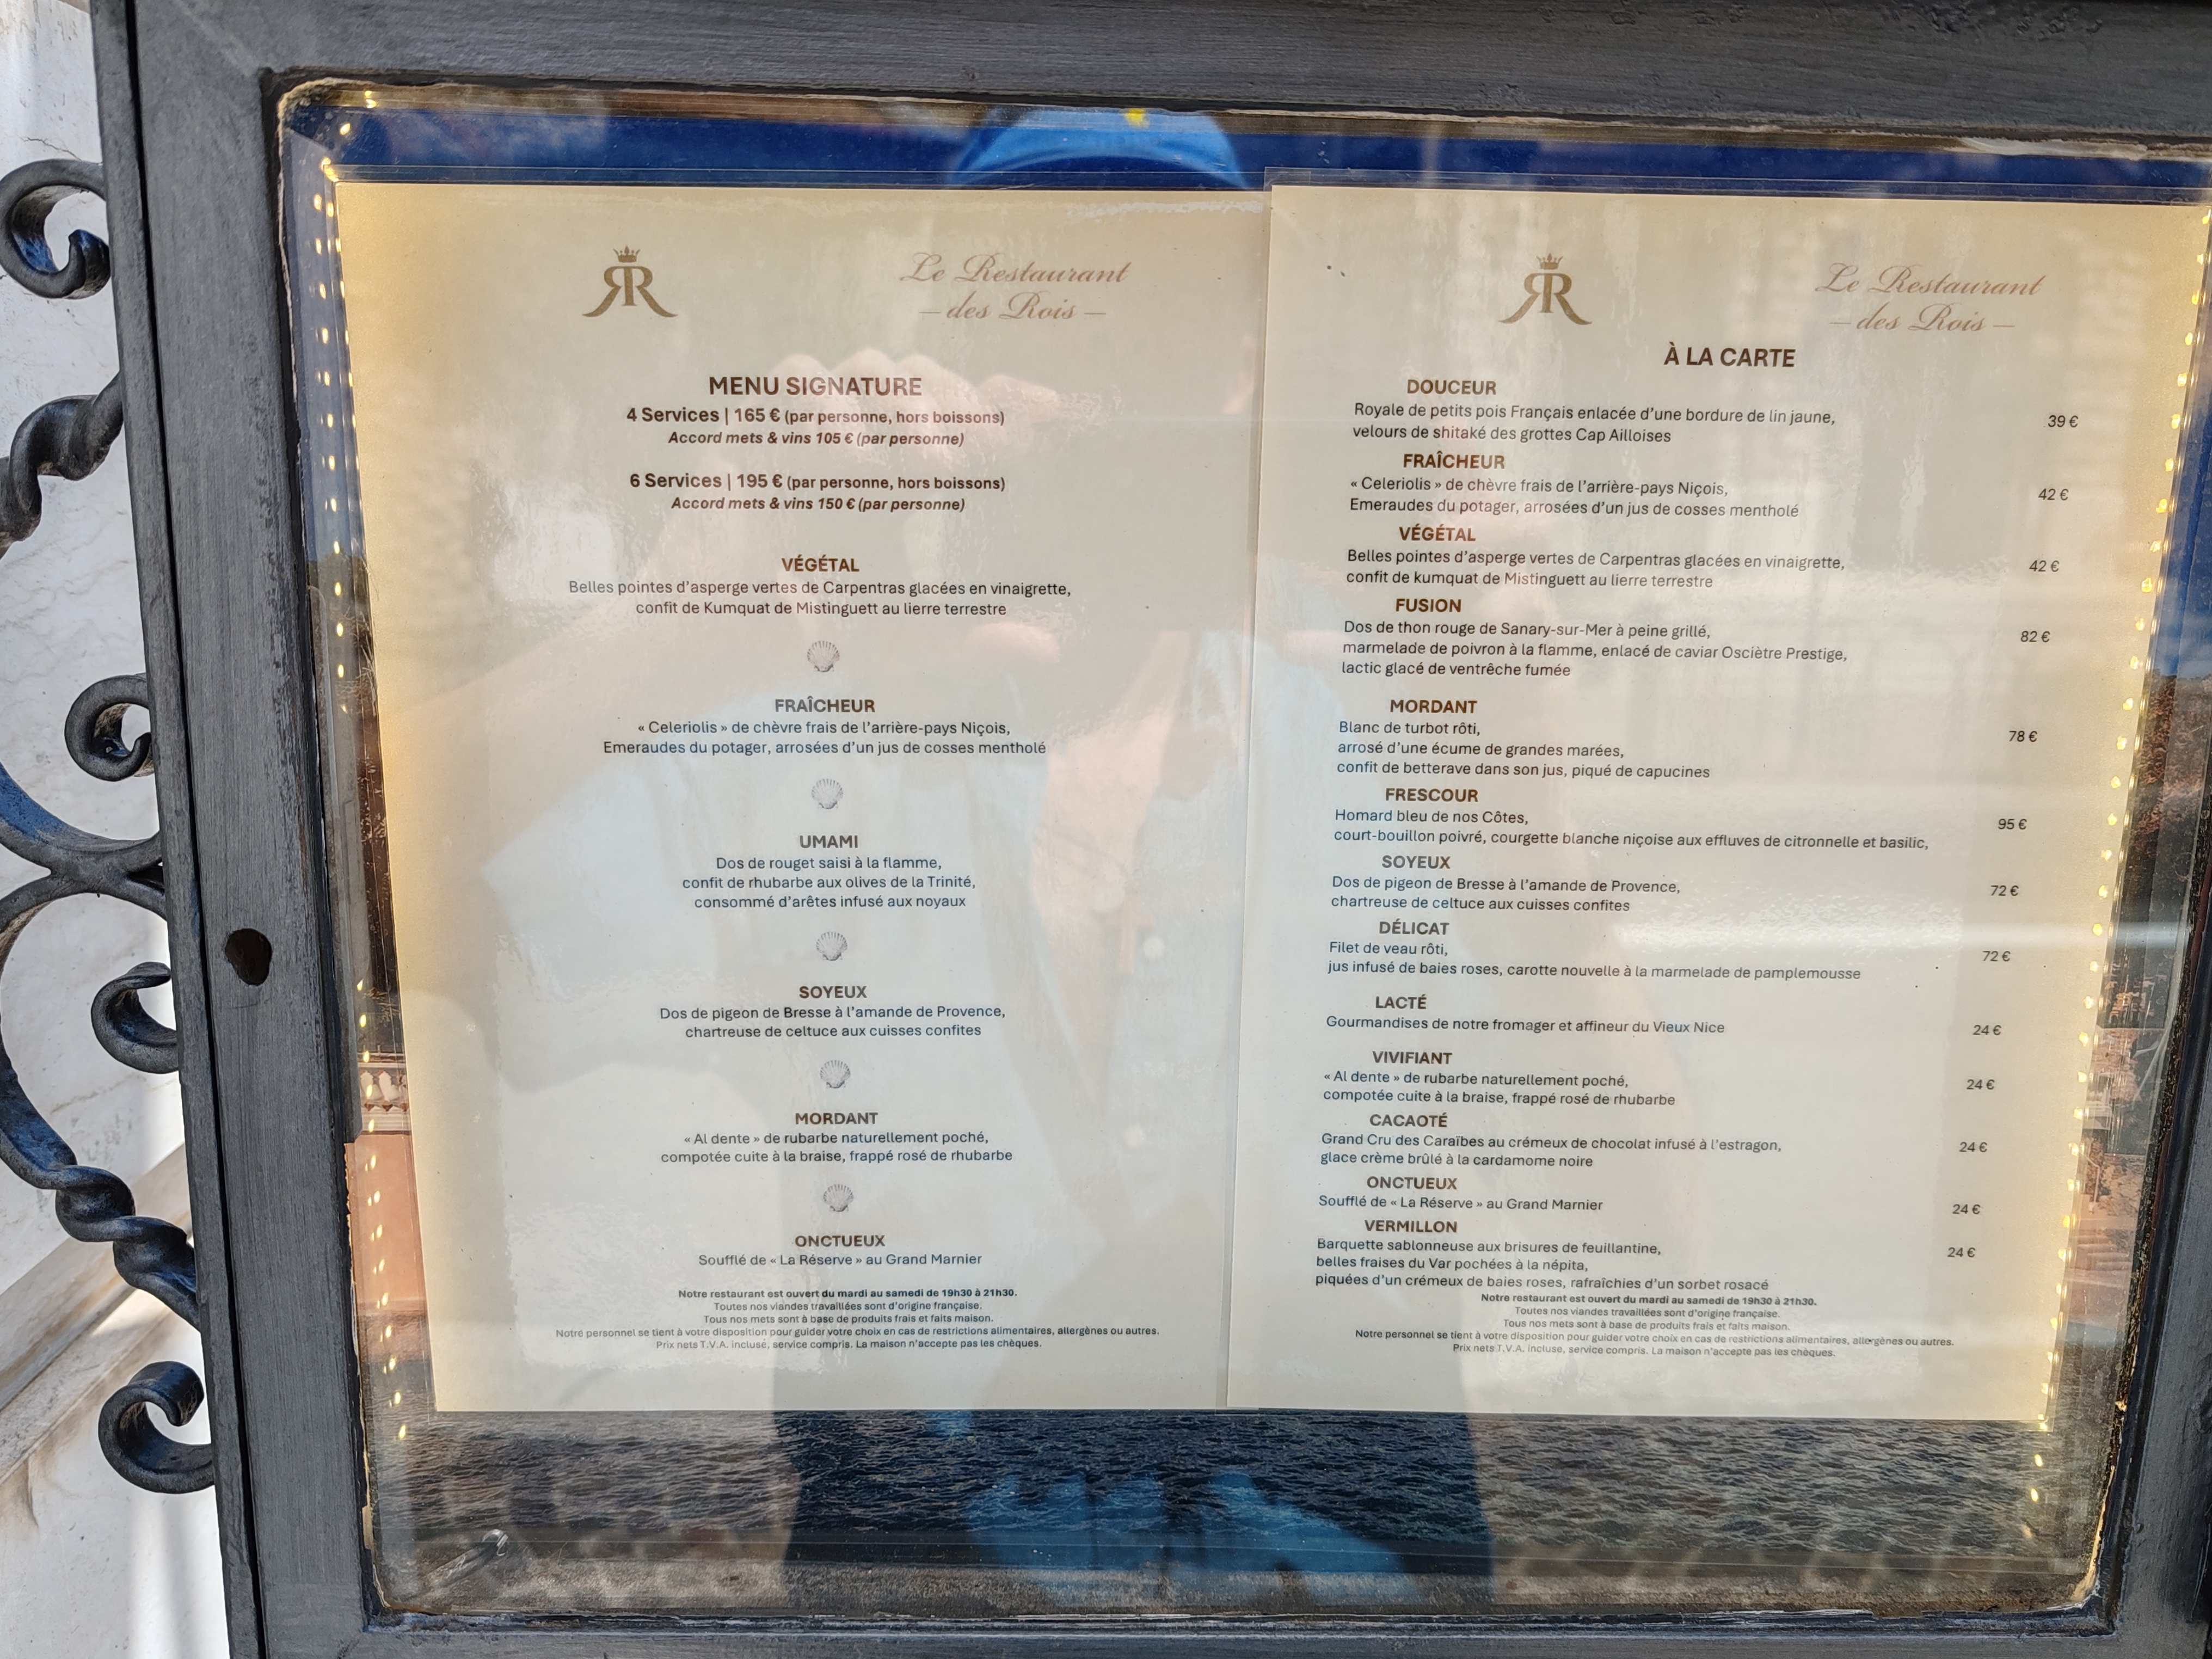 RR
Le Restaurant
– des Rois –
MENU SIGNATURE
4 Services | 165 € (par personne, hors boissons)
Accord mets & vins 105 € (par personne)
6 Services | 195 € (par personne, hors boissons)
Accord mets & vins 150 € (par personne)
VÉGÉTAL
Belles pointes d'asperge vertes de Carpentras glacées en vinaigrette,
confit de Kumquat de Mistinguett au lierre terrestre
FRAÎCHEUR
« Celeriolis » de chèvre frais de l'arrière-pays Niçois,
Emeraudes du potager, arrosées d'un jus de cosses mentholé
UMAMI
Dos de rouget saisi à la flamme,
confit de rhubarbe aux olives de la Trinité,
consommé d'arêtes infusé aux noyaux
SOYEUX
Dos de pigeon de Bresse à l'amande de Provence,
chartreuse de celtuce aux cuisses confites
MORDANT
« Al dente » de rubarbe naturellement poché,
compotée cuite à la braise, frappé rosé de rhubarbe
ONCTUEUX
Soufflé de « La Réserve » au Grand Marnier
Notre restaurant est ouvert du mardi au samedi de 19h30 à 21h30.
Toutes nos viandes travaillées sont d'origine française.
Tous nos mets sont à base de produits frais et faits maison.
Notre personnel se tient à votre disposition pour guider votre choix en cas de restrictions alimentaires, allergènes ou autres.
Prix nets T.V.A. incluse, service compris. La maison n'accepte pas les chèques.
RR
Le Restaurant
– des Rois –
À LA CARTE
DOUCEUR
Royale de petits pois Français enlacée d'une bordure de lin jaune, 39 €
velours de shitaké des grottes Cap Ailloises
FRAÎCHEUR
« Celeriolis » de chèvre frais de l'arrière-pays Niçois, 42 €
Emeraudes du potager, arrosées d'un jus de cosses mentholé
VÉGÉTAL
Belles pointes d'asperge vertes de Carpentras glacées en vinaigrette, 42 €
confit de kumquat de Mistinguett au lierre terrestre
FUSION
Dos de thon rouge de Sanary-sur-Mer à peine grillé, 82 €
marmelade de poivron à la flamme, enlacé de caviar Osciètre Prestige,
lactic glacé de ventrêche fumée
MORDANT
Blanc de turbot rôti, 78 €
arrosé d'une écume de grandes marées,
confit de betterave dans son jus, piqué de capucines
FRESCOUR
Homard bleu de nos Côtes, 95 €
court-bouillon poivré, courgette blanche niçoise aux effluves de citronnelle et basilic,
SOYEUX
Dos de pigeon de Bresse à l'amande de Provence, 72 €
chartreuse de celtuce aux cuisses confites
DÉLICAT
Filet de veau rôti, 72 €
jus infusé de baies roses, carotte nouvelle à la marmelade de pamplemousse
LACTÉ
Gourmandises de notre fromager et affineur du Vieux Nice 24 €
VIVIFIANT
« Al dente » de rubarbe naturellement poché, 24 €
compotée cuite à la braise, frappé rosé de rhubarbe
CACAOTÉ
Grand Cru des Caraïbes au crémeux de chocolat infusé à l'estragon, 24 €
glace crème brûlé à la cardamome noire
ONCTUEUX
Soufflé de « La Réserve » au Grand Marnier 24 €
VERMILLON
Barquette sablonneuse aux brisures de feuillantine, 24 €
belles fraises du Var pochées à la népita,
piquées d'un crémeux de baies roses, rafraîchies d'un sorbet rosacé
Notre restaurant est ouvert du mardi au samedi de 19h30 à 21h30.
Toutes nos viandes travaillées sont d'origine française.
Tous nos mets sont à base de produits frais et faits maison.
Notre personnel se tient à votre disposition pour guider votre choix en cas de restrictions alimentaires, allergènes ou autres.
Prix nets T.V.A. incluse, service compris. La maison n'accepte pas les chèques.